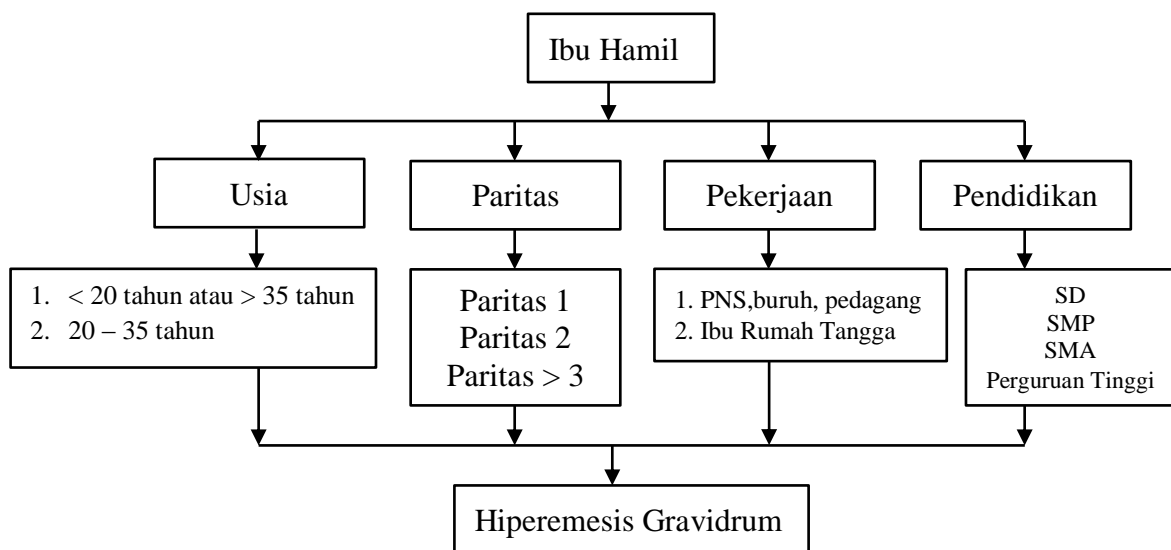 Ibu Hamil
Usia
Paritas
Pekerjaan
Pendidikan
1. < 20 tahun atau > 35 tahun
2. 20 – 35 tahun
Paritas 1
Paritas 2
Paritas > 3
1. PNS,buruh, pedagang
2. Ibu Rumah Tangga
SD
SMP
SMA
Perguruan Tinggi
Hiperemesis Gravidrum